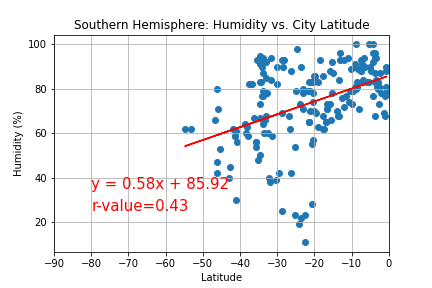 Southern Hemisphere: Humidity vs. City Latitude
100
80
60
40
20
Humidity (%)
y = 0.58x + 85.92
r-value=0.43
−90 −80 −70 −60 −50 −40 −30 −20 −10 0
Latitude